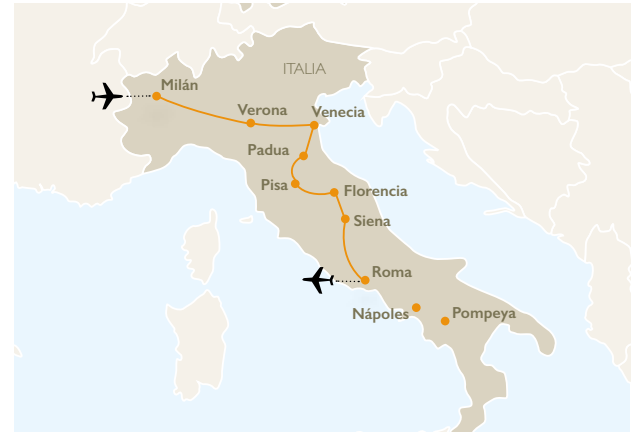 ITALIA
Milán
Verona
Venecia
Padua
Pisa
Florencia
Siena
Roma
Nápoles
Pompeya